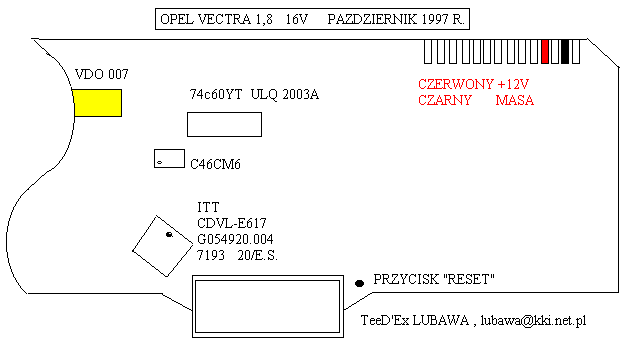 OPEL VECTRA 1,8 16V PAZDZIERNIK 1997 R.
VDO 007
74c60YT ULQ 2003A
CZERWONY +12V
CZARNY MASA
C46CM6
ITT
CDVL-E617
G054920.004
7193 20/E.S.
PRZYCISK "RESET"
TeeD'Ex LUBAWA , lubawa@kki.net.pl